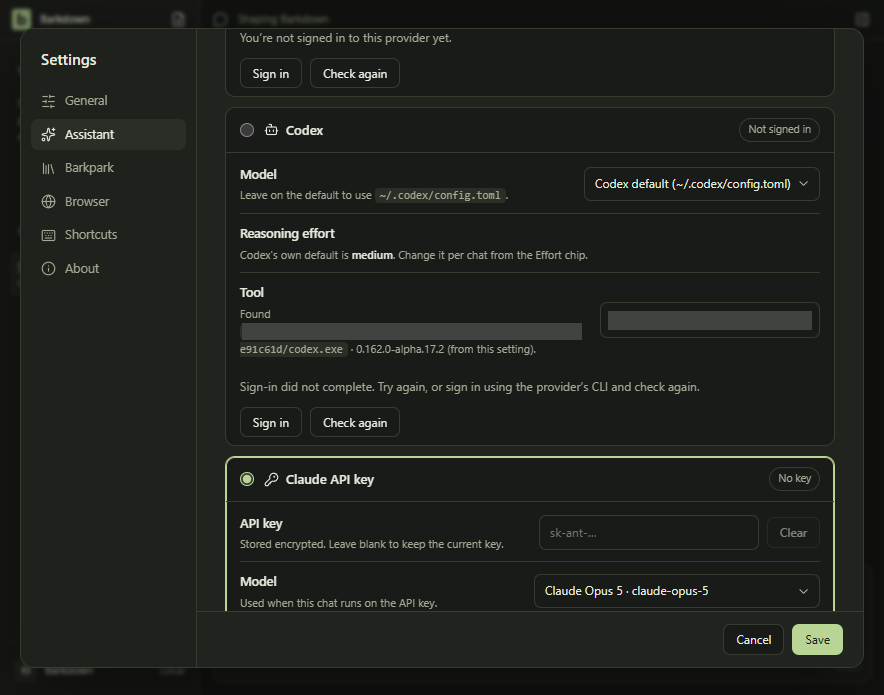 Barkdown
Shaping Barkdown
Settings
General
Assistant
Barkpark
Browser
Shortcuts
About
You're not signed in to this provider yet.
Sign in
Check again
Codex
Not signed in
Model
Leave on the default to use ~/.codex/config.toml.
Codex default (~/.codex/config.toml)
Reasoning effort
Codex's own default is medium. Change it per chat from the Effort chip.
Tool
Found
e91c61d/codex.exe · 0.162.0-alpha.17.2 (from this setting).
Sign-in did not complete. Try again, or sign in using the provider's CLI and check again.
Sign in
Check again
Claude API key
No key
API key
Stored encrypted. Leave blank to keep the current key.
sk-ant-...
Clear
Model
Used when this chat runs on the API key.
Claude Opus 5 · claude-opus-5
Cancel
Save
Barkdown